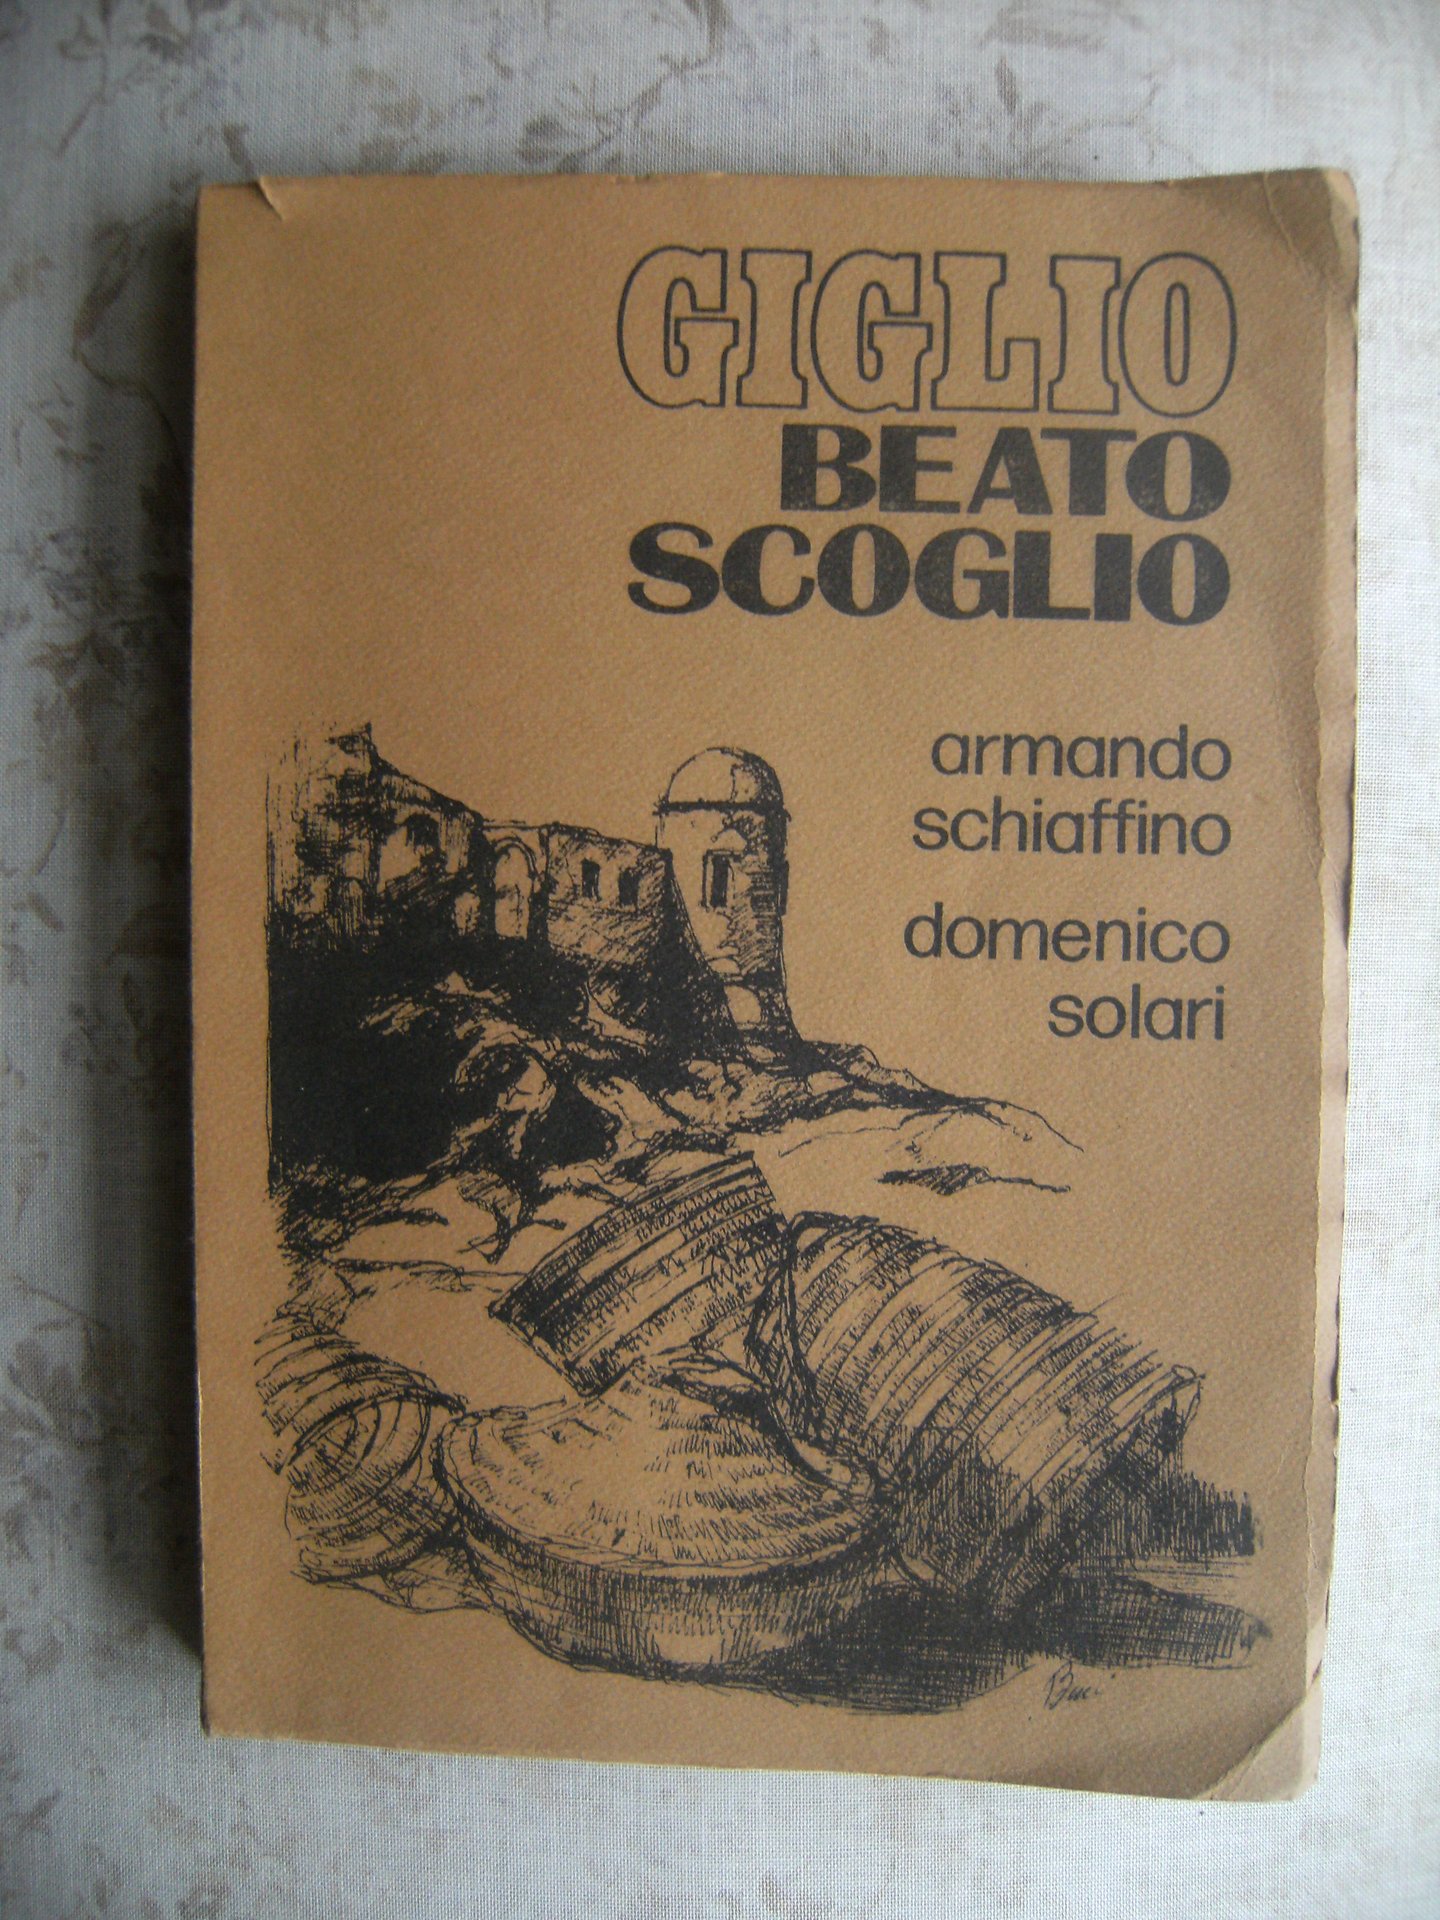 GIGLIO
BEATO
SCOGLIO
armando
schiaffino
domenico
solari